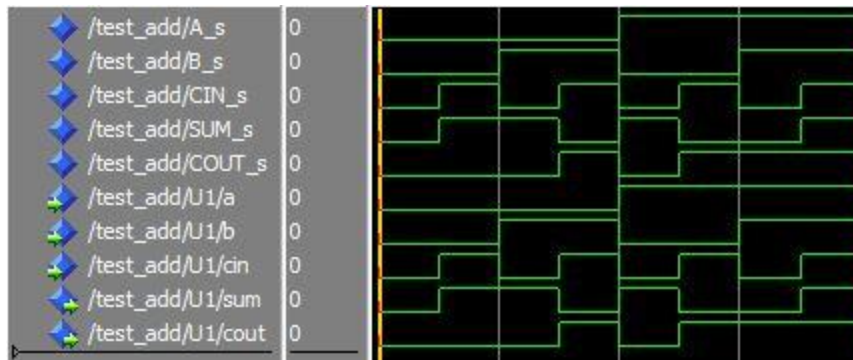 /test_add/A_s 0
/test_add/B_s 0
/test_add/CIN_s 0
/test_add/SUM_s 0
/test_add/COUT_s 0
/test_add/U1/a 0
/test_add/U1/b 0
/test_add/U1/cin 0
/test_add/U1/sum 0
/test_add/U1/cout 0